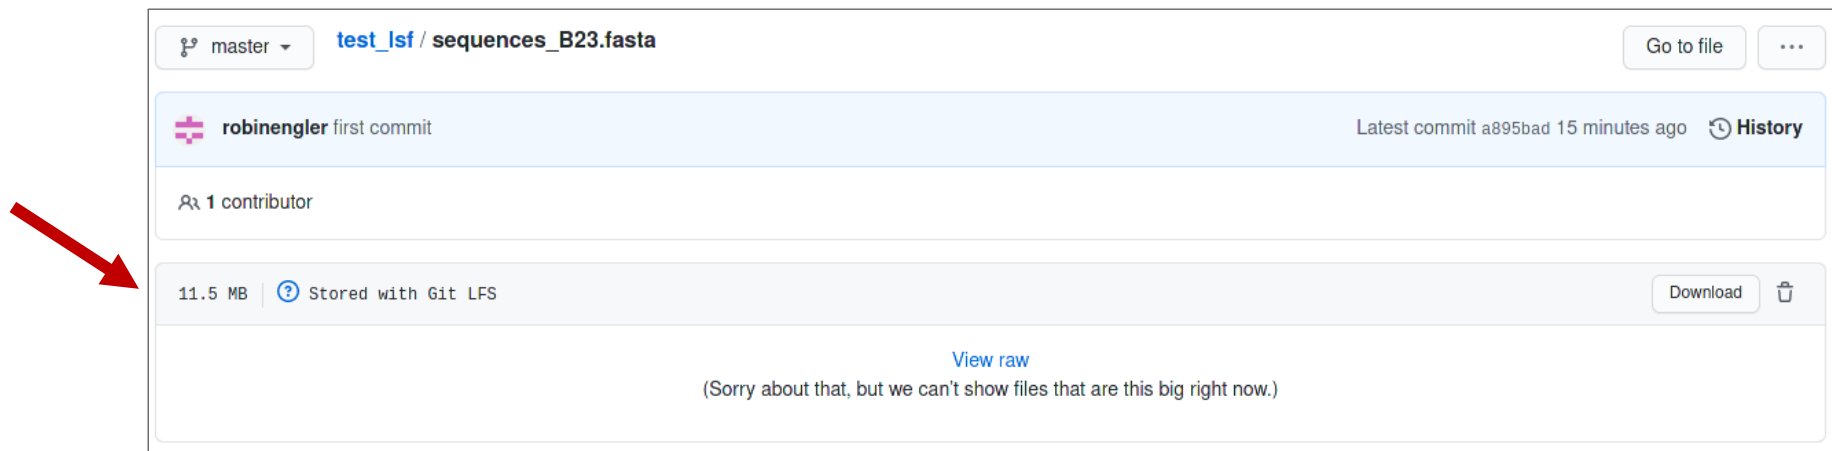 master
test_lsf / sequences_B23.fasta
Go to file
...
robinengler first commit
Latest commit a895bad 15 minutes ago
History
1 contributor
11.5 MB
? Stored with Git LFS
Download
View raw
(Sorry about that, but we can't show files that are this big right now.)